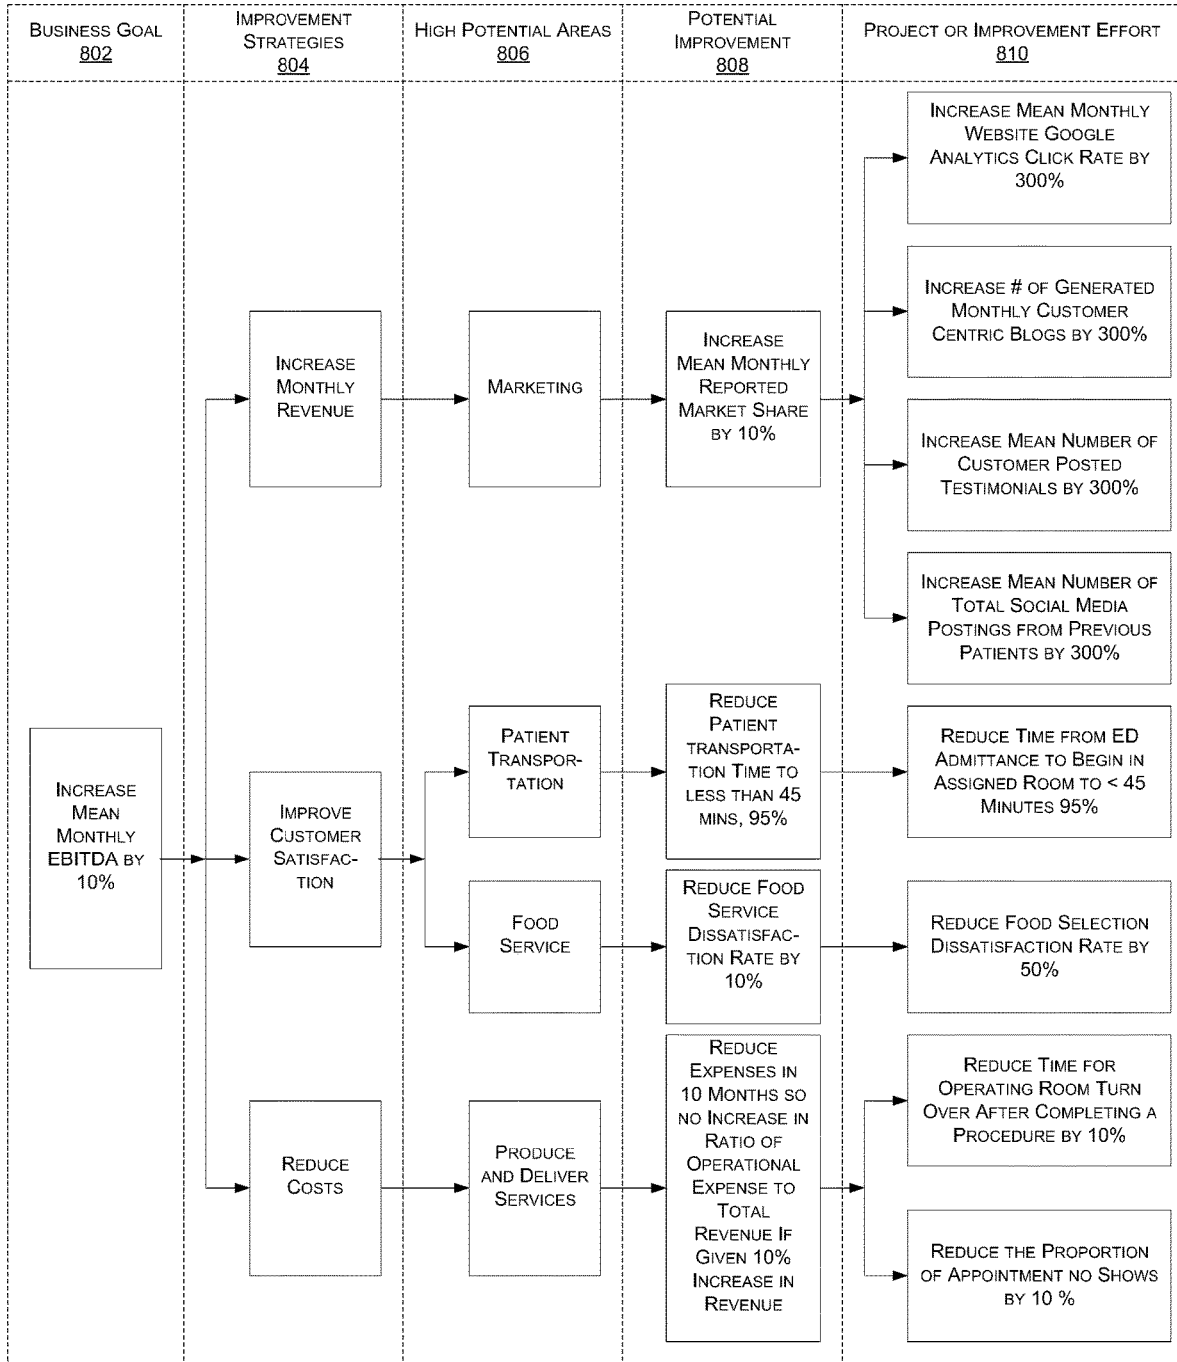 BUSINESS GOAL
802
IMPROVEMENT
STRATEGIES
804
HIGH POTENTIAL AREAS
806
POTENTIAL
IMPROVEMENT
808
PROJECT OR IMPROVEMENT EFFORT
810
INCREASE
MEAN
MONTHLY
EBITDA BY
10%
INCREASE
MONTHLY
REVENUE
MARKETING
INCREASE
MEAN MONTHLY
REPORTED
MARKET SHARE
BY 10%
INCREASE MEAN MONTHLY
WEBSITE GOOGLE
ANALYTICS CLICK RATE BY
300%
INCREASE # OF GENERATED
MONTHLY CUSTOMER
CENTRIC BLOGS BY 300%
INCREASE MEAN NUMBER OF
CUSTOMER POSTED
TESTIMONIALS BY 300%
INCREASE MEAN NUMBER OF
TOTAL SOCIAL MEDIA
POSTINGS FROM PREVIOUS
PATIENTS BY 300%
IMPROVE
CUSTOMER
SATISFAC-
TION
PATIENT
TRANSPOR-
TATION
REDUCE
PATIENT
TRANSPORTA-
TION TIME TO
LESS THAN 45
MINS, 95%
REDUCE TIME FROM ED
ADMITTANCE TO BEGIN IN
ASSIGNED ROOM TO < 45
MINUTES 95%
FOOD
SERVICE
REDUCE FOOD
SERVICE
DISSATISFAC-
TION RATE BY
10%
REDUCE FOOD SELECTION
DISSATISFACTION RATE BY
50%
REDUCE
COSTS
PRODUCE
AND DELIVER
SERVICES
REDUCE
EXPENSES IN
10 MONTHS SO
NO INCREASE IN
RATIO OF
OPERATIONAL
EXPENSE TO
TOTAL
REVENUE IF
GIVEN 10%
INCREASE IN
REVENUE
REDUCE TIME FOR
OPERATING ROOM TURN
OVER AFTER COMPLETING A
PROCEDURE BY 10%
REDUCE THE PROPORTION
OF APPOINTMENT NO SHOWS
BY 10 %